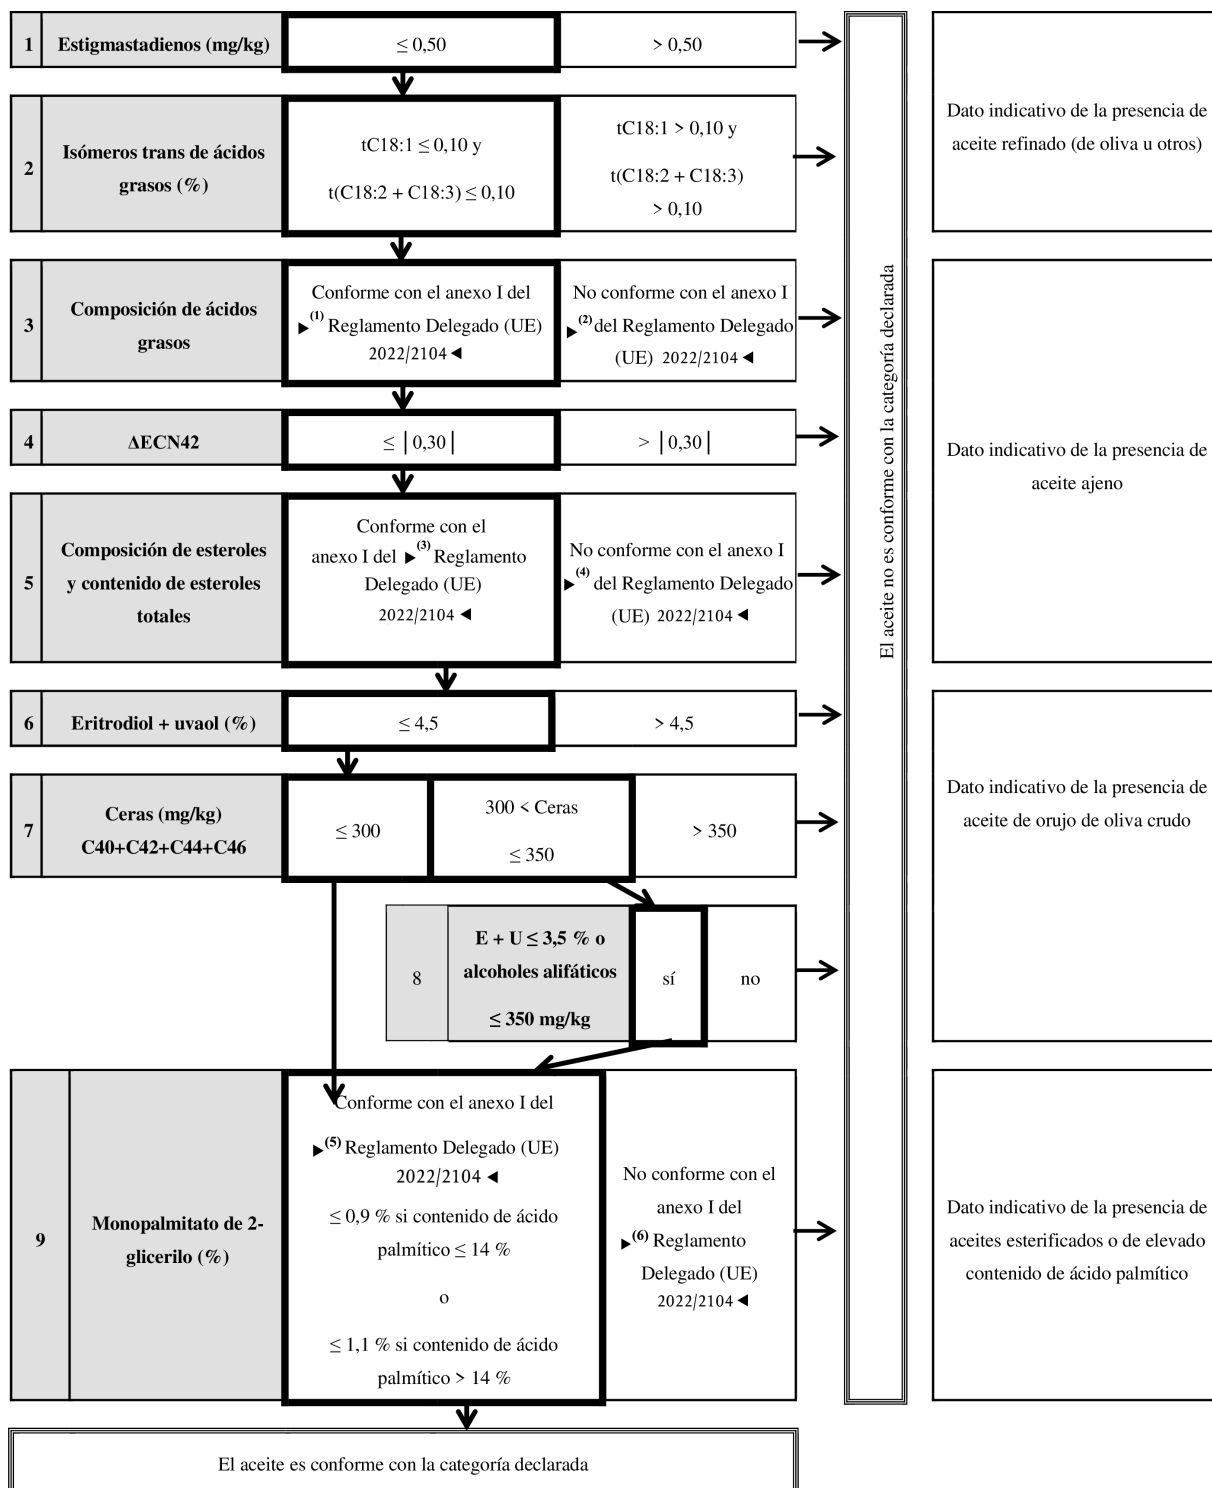 1
Estigmastadienos (mg/kg)
≤ 0,50
> 0,50
2
Isómeros trans de ácidos
grasos (%)
tC18:1 ≤ 0,10 y
t(C18:2 + C18:3) ≤ 0,10
tC18:1 > 0,10 y
t(C18:2 + C18:3)
> 0,10
Dato indicativo de la presencia de
aceite refinado (de oliva u otros)
3
Composición de ácidos
grasos
Conforme con el anexo I del
►(1) Reglamento Delegado (UE)
2022/2104 ◄
No conforme con el anexo I
►(2) del Reglamento Delegado
(UE) 2022/2104 ◄
4
ΔECN42
≤ |0,30|
> |0,30|
5
Composición de esteroles
y contenido de esteroles
totales
Conforme con el
anexo I del ►(3) Reglamento
Delegado (UE)
2022/2104 ◄
No conforme con el anexo I
►(4) del Reglamento Delegado
(UE) 2022/2104 ◄
Dato indicativo de la presencia de
aceite ajeno
6
Eritrodiol + uvaol (%)
≤ 4,5
> 4,5
7
Ceras (mg/kg)
C40+C42+C44+C46
≤ 300
300 < Ceras
≤ 350
> 350
8
E + U ≤ 3,5 % o
alcoholes alifáticos
≤ 350 mg/kg
sí
no
Dato indicativo de la presencia de
aceite de orujo de oliva crudo
9
Monopalmitato de 2-
glicerilo (%)
Conforme con el anexo I del
►(5) Reglamento Delegado (UE)
2022/2104 ◄
≤ 0,9 % si contenido de ácido
palmítico ≤ 14 %
o
≤ 1,1 % si contenido de ácido
palmítico > 14 %
No conforme con el
anexo I del
►(6) Reglamento
Delegado (UE)
2022/2104 ◄
Dato indicativo de la presencia de
aceites esterificados o de elevado
contenido de ácido palmítico
El aceite no es conforme con la categoría declarada
El aceite es conforme con la categoría declarada